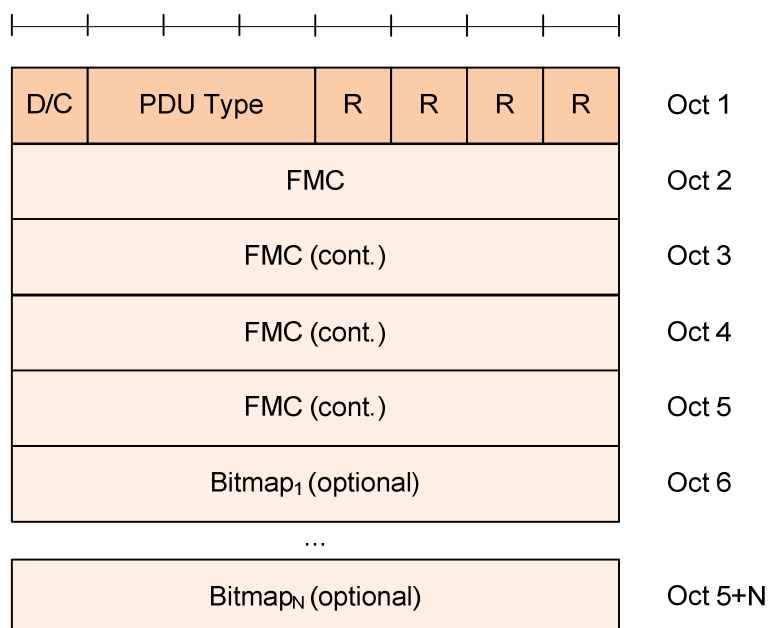 D/C PDU Type R R R R Oct 1
FMC Oct 2
FMC (cont.) Oct 3
FMC (cont.) Oct 4
FMC (cont.) Oct 5
Bitmap₁ (optional) Oct 6
...
Bitmap_N (optional) Oct 5+N